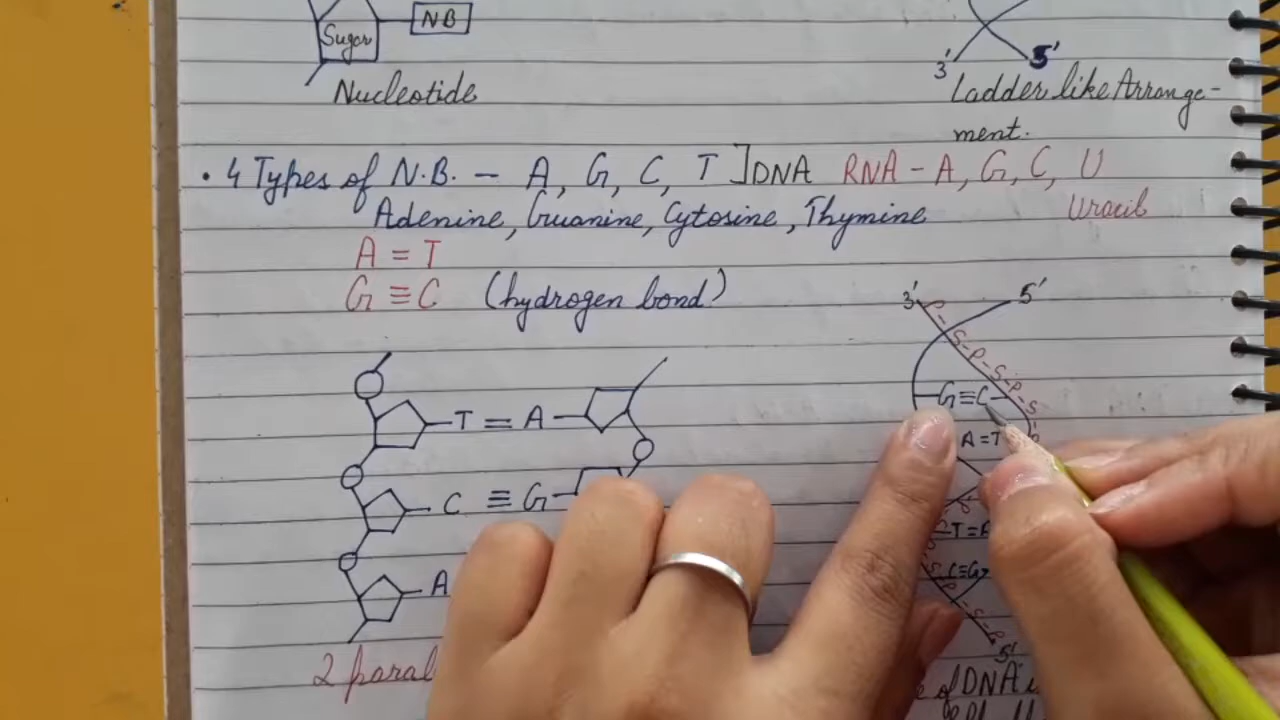 NB
Sugar
Nucleotide
3' 5'
Ladder like Arrange-
ment.
• 4 Types of N.B. - A, G, C, T ]DNA RNA - A, G, C, U
Adenine, Guanine, Cytosine, Thymine Uracil
A = T
G ≡ C (hydrogen bond)
3' 5'
P-S-P-S-P-S-P
G≡C
T = A
A=T
C ≡ G
T=A
A
C=G
S-P
5'
2
of DNA